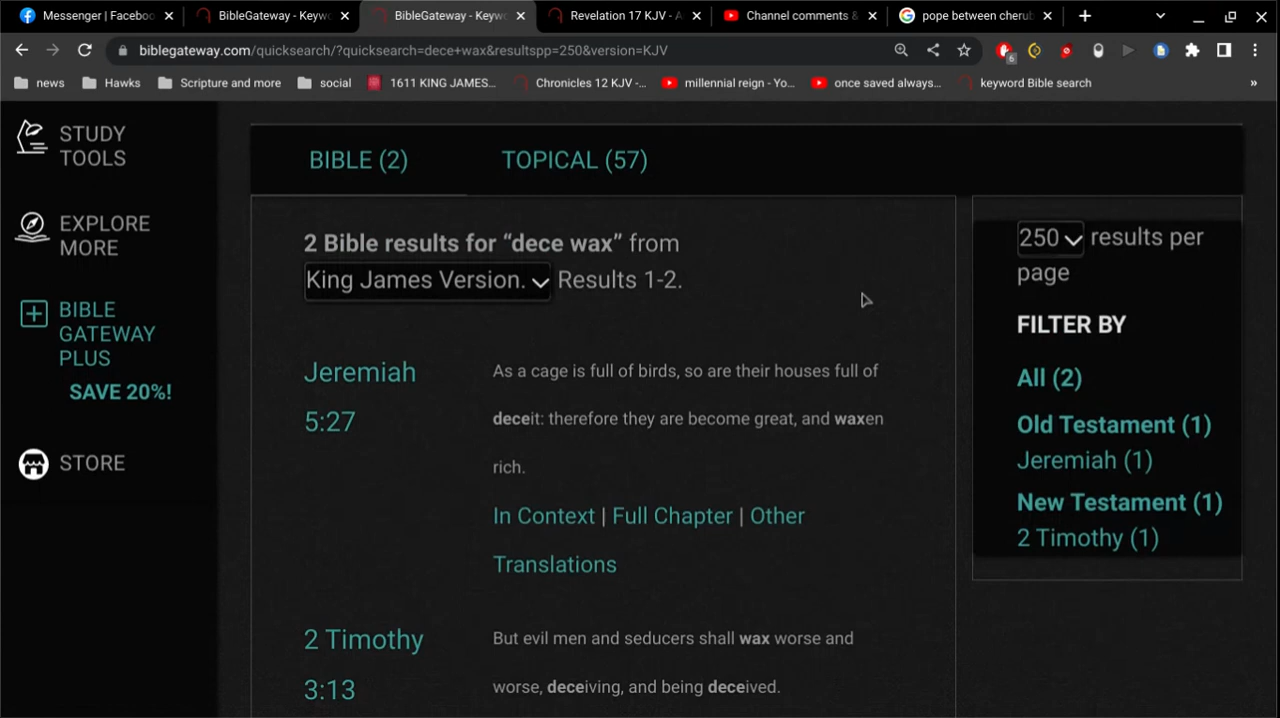 Messenger | Faceboo
BibleGateway - Keyw
BibleGateway - Keyw
Revelation 17 KJV - A
Channel comments &
pope between cherub
biblegateway.com/quicksearch/?quicksearch=dece+wax&resultspp=250&version=KJV
6
news
Hawks
Scripture and more
social
1611 KING JAMES...
Chronicles 12 KJV -...
millennial reign - Yo...
once saved always...
keyword Bible search
»
STUDY
TOOLS
EXPLORE
MORE
BIBLE
GATEWAY
PLUS
SAVE 20%!
STORE
BIBLE (2)
TOPICAL (57)
2 Bible results for “dece wax” from
King James Version. Results 1-2.
Jeremiah
5:27
As a cage is full of birds, so are their houses full of
deceit: therefore they are become great, and waxen
rich.
In Context | Full Chapter | Other
Translations
2 Timothy
3:13
But evil men and seducers shall wax worse and
worse, deceiving, and being deceived.
250 results per
page
FILTER BY
All (2)
Old Testament (1)
Jeremiah (1)
New Testament (1)
2 Timothy (1)